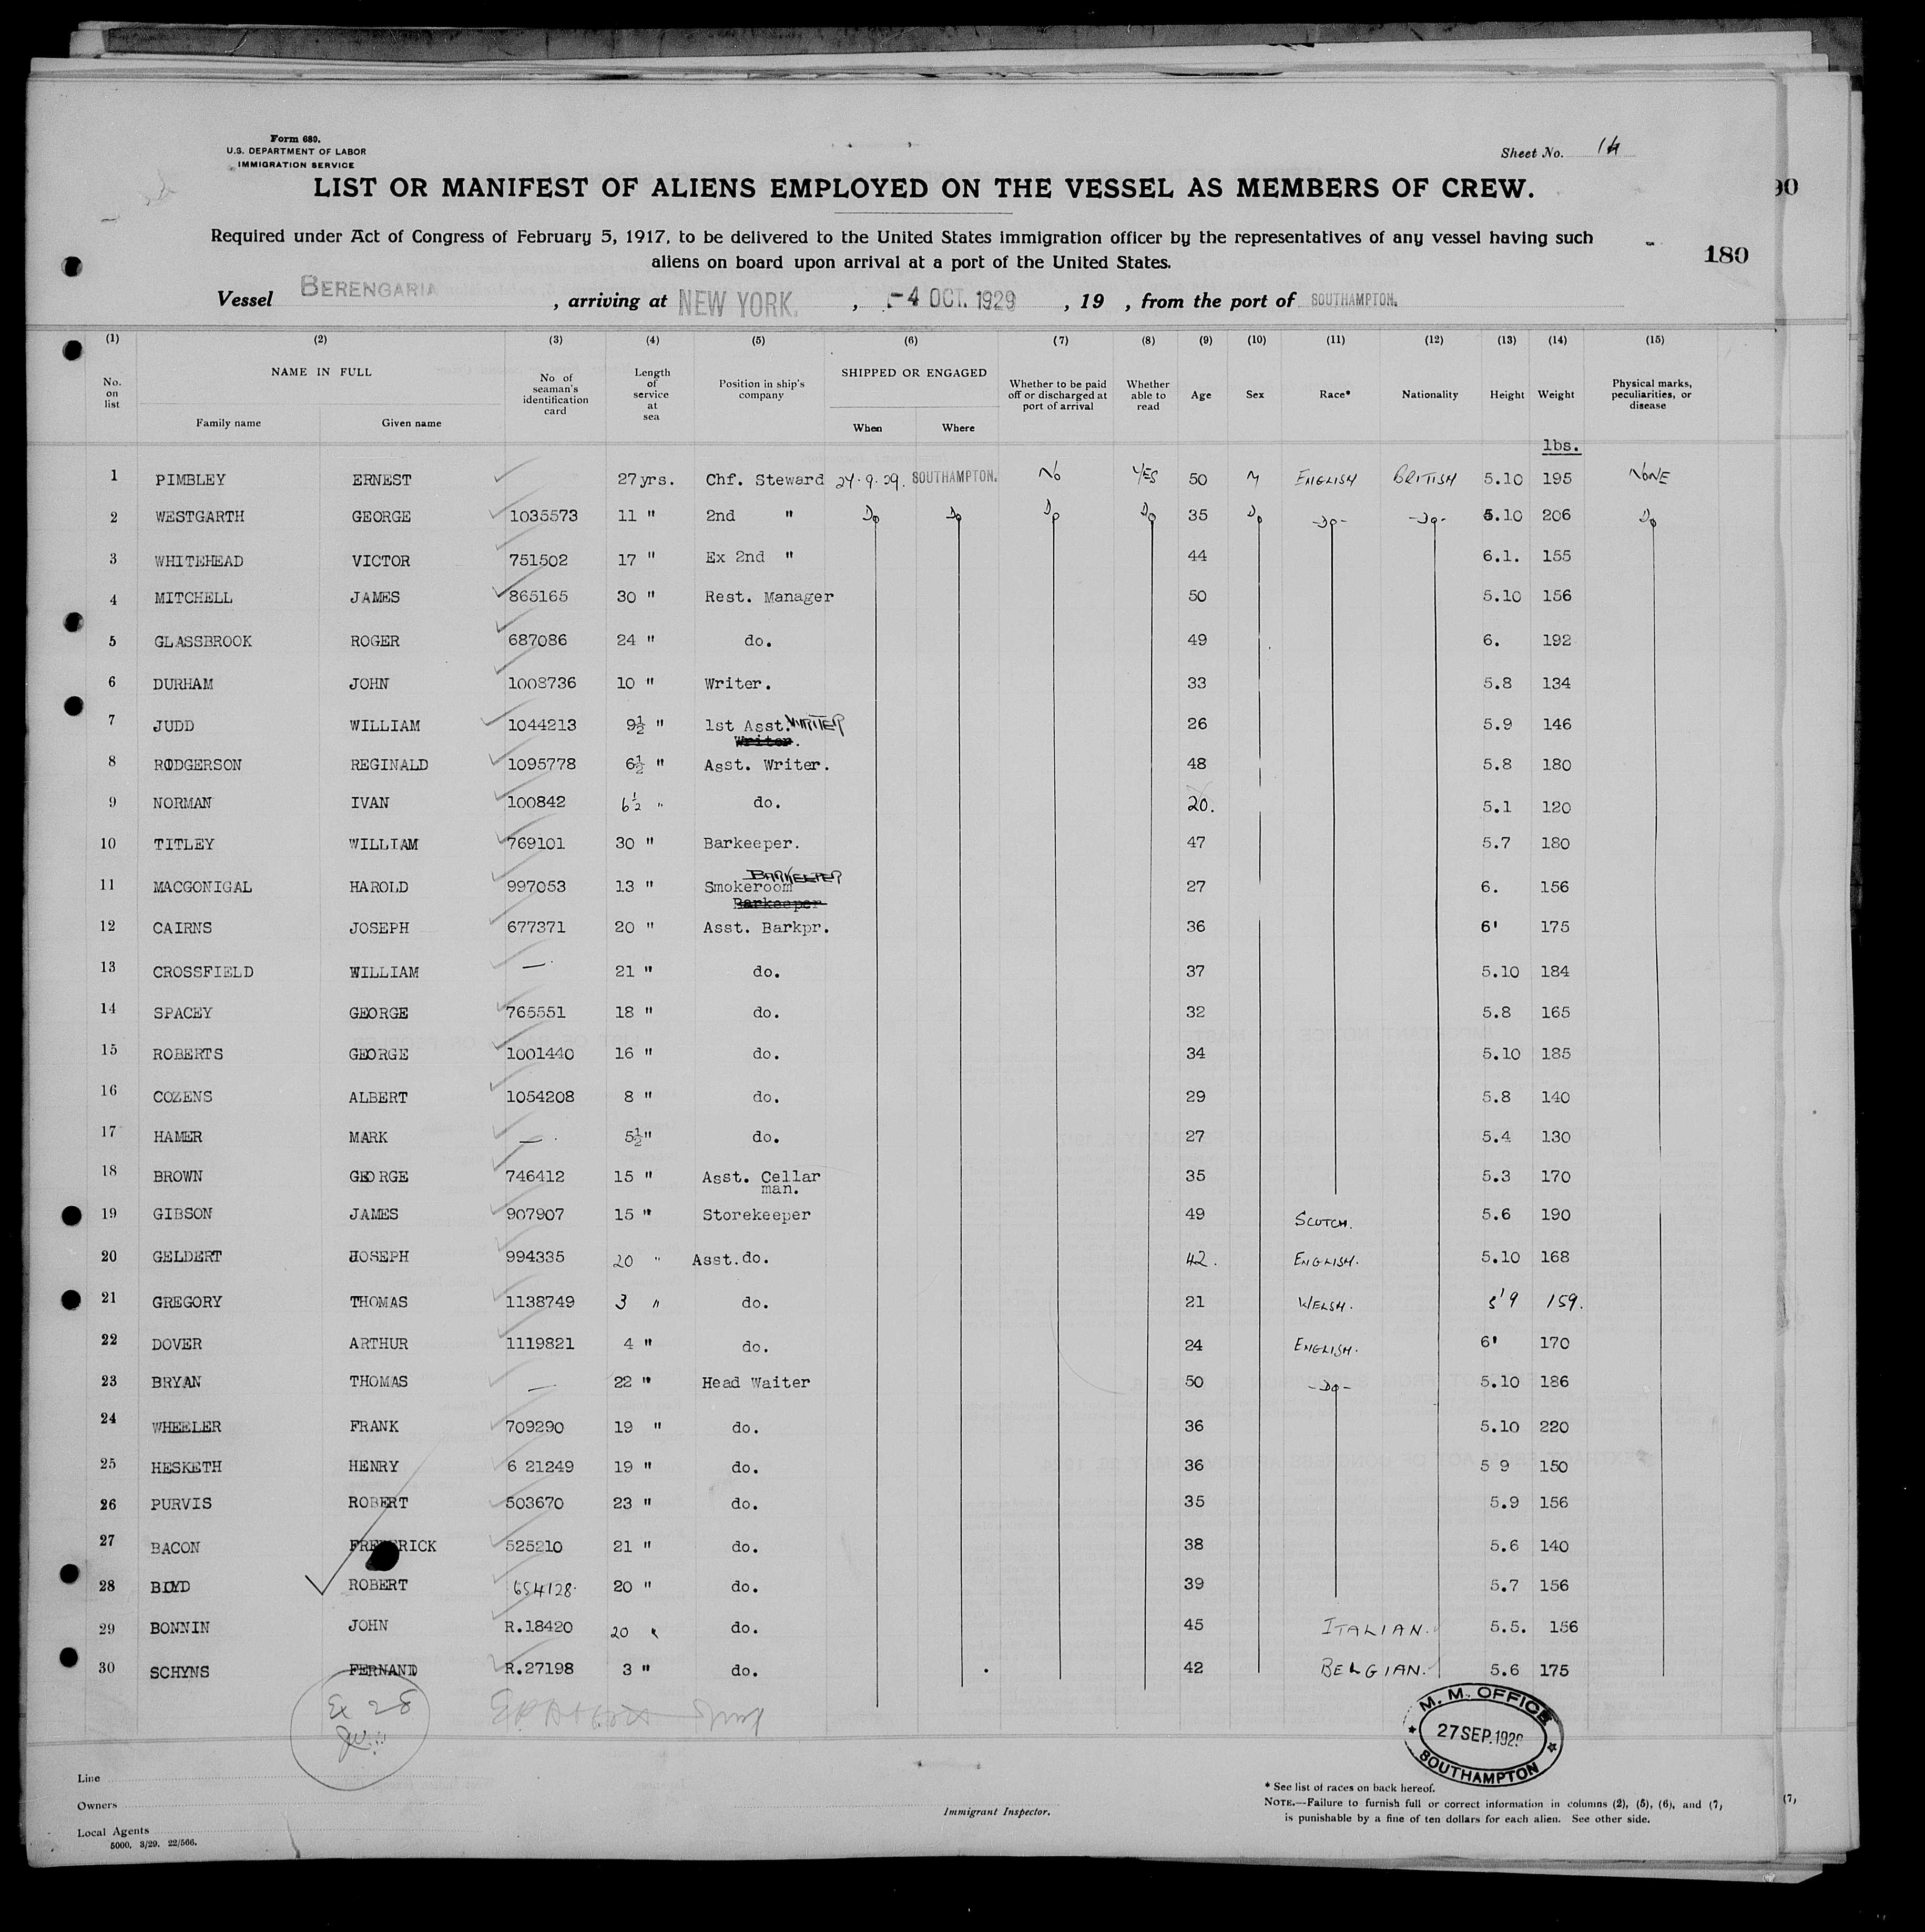 Form 689.
U.S. DEPARTMENT OF LABOR
IMMIGRATION SERVICE
Sheet No. 14
LIST OR MANIFEST OF ALIENS EMPLOYED ON THE VESSEL AS MEMBERS OF CREW.
90
Required under Act of Congress of February 5, 1917, to be delivered to the United States immigration officer by the representatives of any vessel having such
aliens on board upon arrival at a port of the United States.
180
Vessel BERENGARIA, arriving at NEW YORK., -4 OCT. 1929, 19 , from the port of SOUTHAMPTON.
(1) (2) (3) (4) (5) (6) (7) (8) (9) (10) (11) (12) (13) (14) (15)
No. on list NAME IN FULL Family name Given name No of seaman's identification card Length of service at sea Position in ship's company SHIPPED OR ENGAGED When Where Whether to be paid off or discharged at port of arrival Whether able to read Age Sex Race* Nationality Height Weight Physical marks, peculiarities, or disease
lbs.
1 PIMBLEY ERNEST 27 yrs. Chf. Steward 27.9.29. SOUTHAMPTON. No YES 50 M ENGLISH BRITISH 5.10 195 NONE
2 WESTGARTH GEORGE 1035573 11 " 2nd " Do Do Do Do 35 Do -Do- -Do- 5.10 206 Do
3 WHITEHEAD VICTOR 751502 17 " Ex 2nd " 44 6.1. 155
4 MITCHELL JAMES 865165 30 " Rest. Manager 50 5.10 156
5 GLASSBROOK ROGER 687086 24 " do. 49 6. 192
6 DURHAM JOHN 1008736 10 " Writer. 33 5.8 134
7 JUDD WILLIAM 1044213 9½ " 1st Asst. WRITER 26 5.9 146
Writer.
8 RODGERSON REGINALD 1095778 6½ " Asst. Writer. 48 5.8 180
9 NORMAN IVAN 100842 6½ " do. 20. 5.1 120
10 TITLEY WILLIAM 769101 30 " Barkeeper. 47 5.7 180
BARKEEPER
11 MACGONIGAL HAROLD 997053 13 " Smokeroom 27 6. 156
Barkeeper
12 CAIRNS JOSEPH 677371 20 " Asst. Barkpr. 36 6' 175
13 CROSSFIELD WILLIAM — 21 " do. 37 5.10 184
14 SPACEY GEORGE 765551 18 " do. 32 5.8 165
15 ROBERTS GEORGE 1001440 16 " do. 34 5.10 185
16 COZENS ALBERT 1054208 8 " do. 29 5.8 140
17 HAMER MARK — 5½" do. 27 5.4 130
18 BROWN GEORGE 746412 15 " Asst. Cellar 35 5.3 170
man.
19 GIBSON JAMES 907907 15 " Storekeeper 49 SCOTCH. 5.6 190
20 GELDERT JOSEPH 994335 20 " Asst.do. 42. ENGLISH. 5.10 168
21 GREGORY THOMAS 1138749 3 " do. 21 WELSH. 5'9 159.
22 DOVER ARTHUR 1119821 4 " do. 24 ENGLISH. 6' 170
23 BRYAN THOMAS — 22 " Head Waiter 50 -Do- 5.10 186
24 WHEELER FRANK 709290 19 " do. 36 5.10 220
25 HESKETH HENRY 6 21249 19 " do. 36 5 9 150
26 PURVIS ROBERT 503670 23 " do. 35 5.9 156
27 BACON FREDERICK 525210 21 " do. 38 5.6 140
28 BOYD ROBERT 654128. 20 " do. 39 5.7 156
29 BONNIN JOHN R.18420 20 " do. 45 ITALIAN. 5.5. 156
30 SCHYNS FERNAND R.27198 3 " do. 42 BELGIAN. 5.6 175
Ex 28
M. M. OFFICE
27 SEP. 1929
SOUTHAMPTON
Line
Owners
Local Agents
5000. 3/29. 22/566.
Immigrant Inspector.
* See list of races on back hereof.
NOTE.—Failure to furnish full or correct information in columns (2), (5), (6), and (7,
is punishable by a fine of ten dollars for each alien. See other side.
(7,